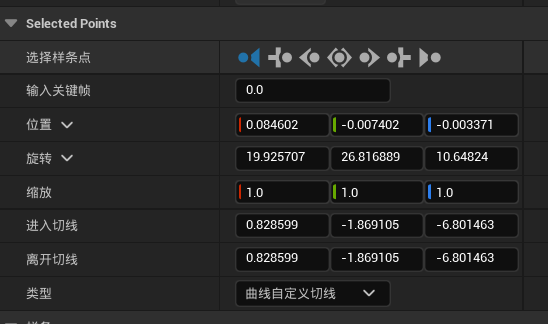 Selected Points
选择样条点
输入关键帧 0.0
位置 0.084602 -0.007402 -0.003371
旋转 19.925707 26.816889 10.64824
缩放 1.0 1.0 1.0
进入切线 0.828599 -1.869105 -6.801463
离开切线 0.828599 -1.869105 -6.801463
类型 曲线自定义切线